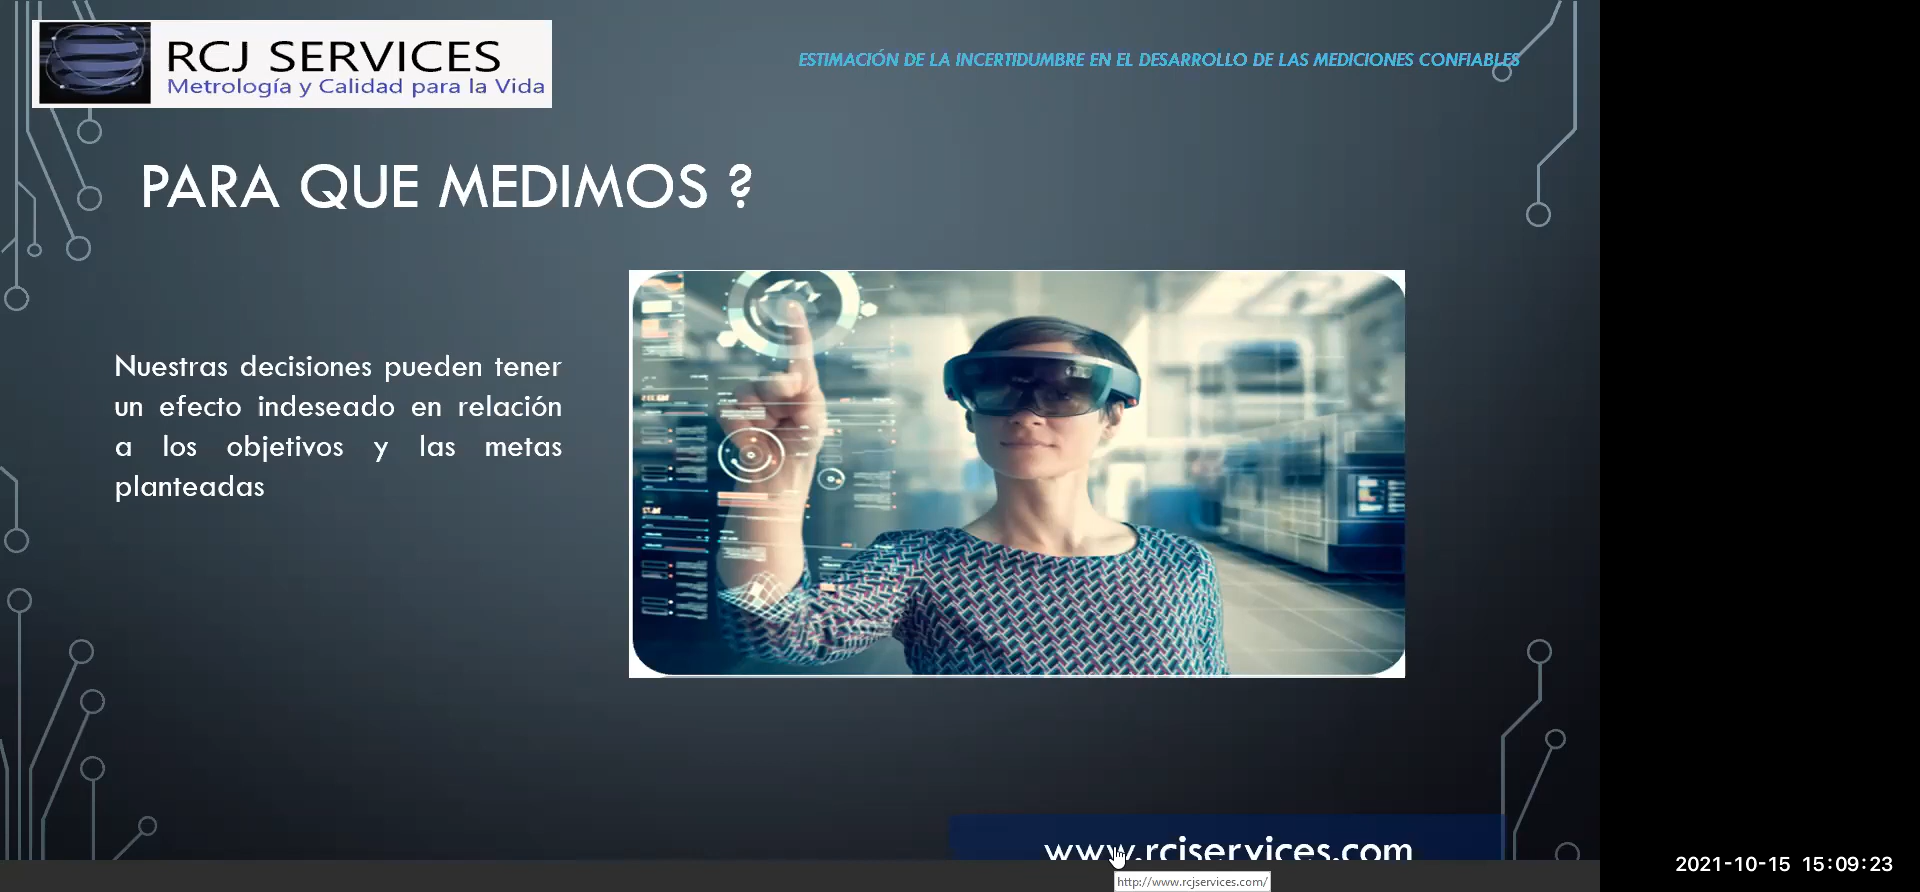 RCJ SERVICES
Metrología y Calidad para la Vida
ESTIMACIÓN DE LA INCERTIDUMBRE EN EL DESARROLLO DE LAS MEDICIONES CONFIABLES
PARA QUE MEDIMOS ?
Nuestras decisiones pueden tener
un efecto indeseado en relación
a los objetivos y las metas
planteadas
www.rcjservices.com
http://www.rcjservices.com/
2021-10-15 15:09:23